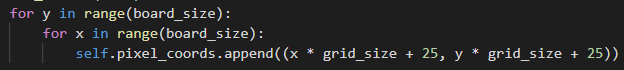 for y in range(board_size):
for x in range(board_size):
self.pixel_coords.append((x * grid_size + 25, y * grid_size + 25))